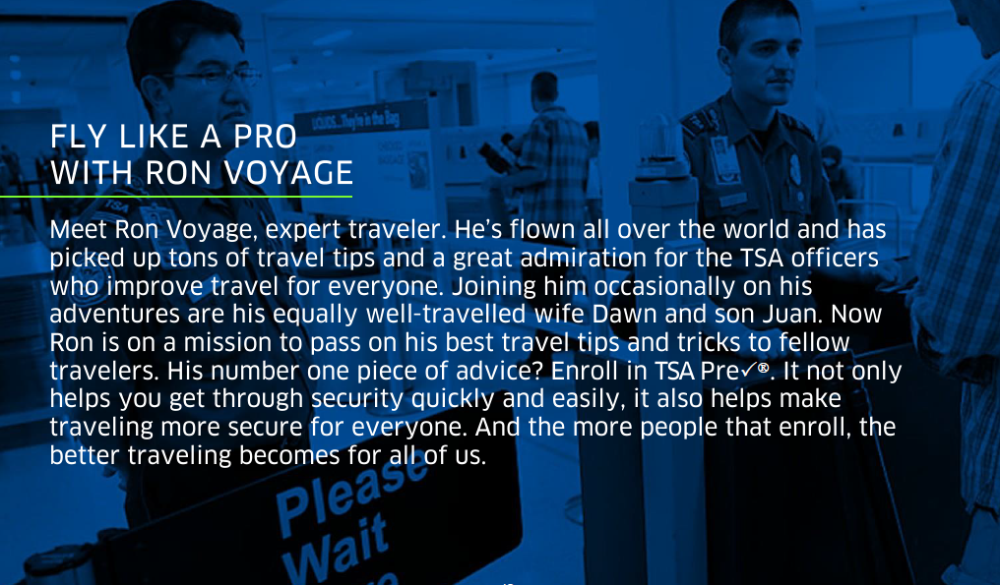 LIQUIDS...They're in the Bag
FLY LIKE A PRO
WITH RON VOYAGE
TSA
Meet Ron Voyage, expert traveler. He’s flown all over the world and has
picked up tons of travel tips and a great admiration for the TSA officers
who improve travel for everyone. Joining him occasionally on his
adventures are his equally well-travelled wife Dawn and son Juan. Now
Ron is on a mission to pass on his best travel tips and tricks to fellow
travelers. His number one piece of advice? Enroll in TSA Pre✓®. It not only
helps you get through security quickly and easily, it also helps make
traveling more secure for everyone. And the more people that enroll, the
better traveling becomes for all of us.
Please
Wait